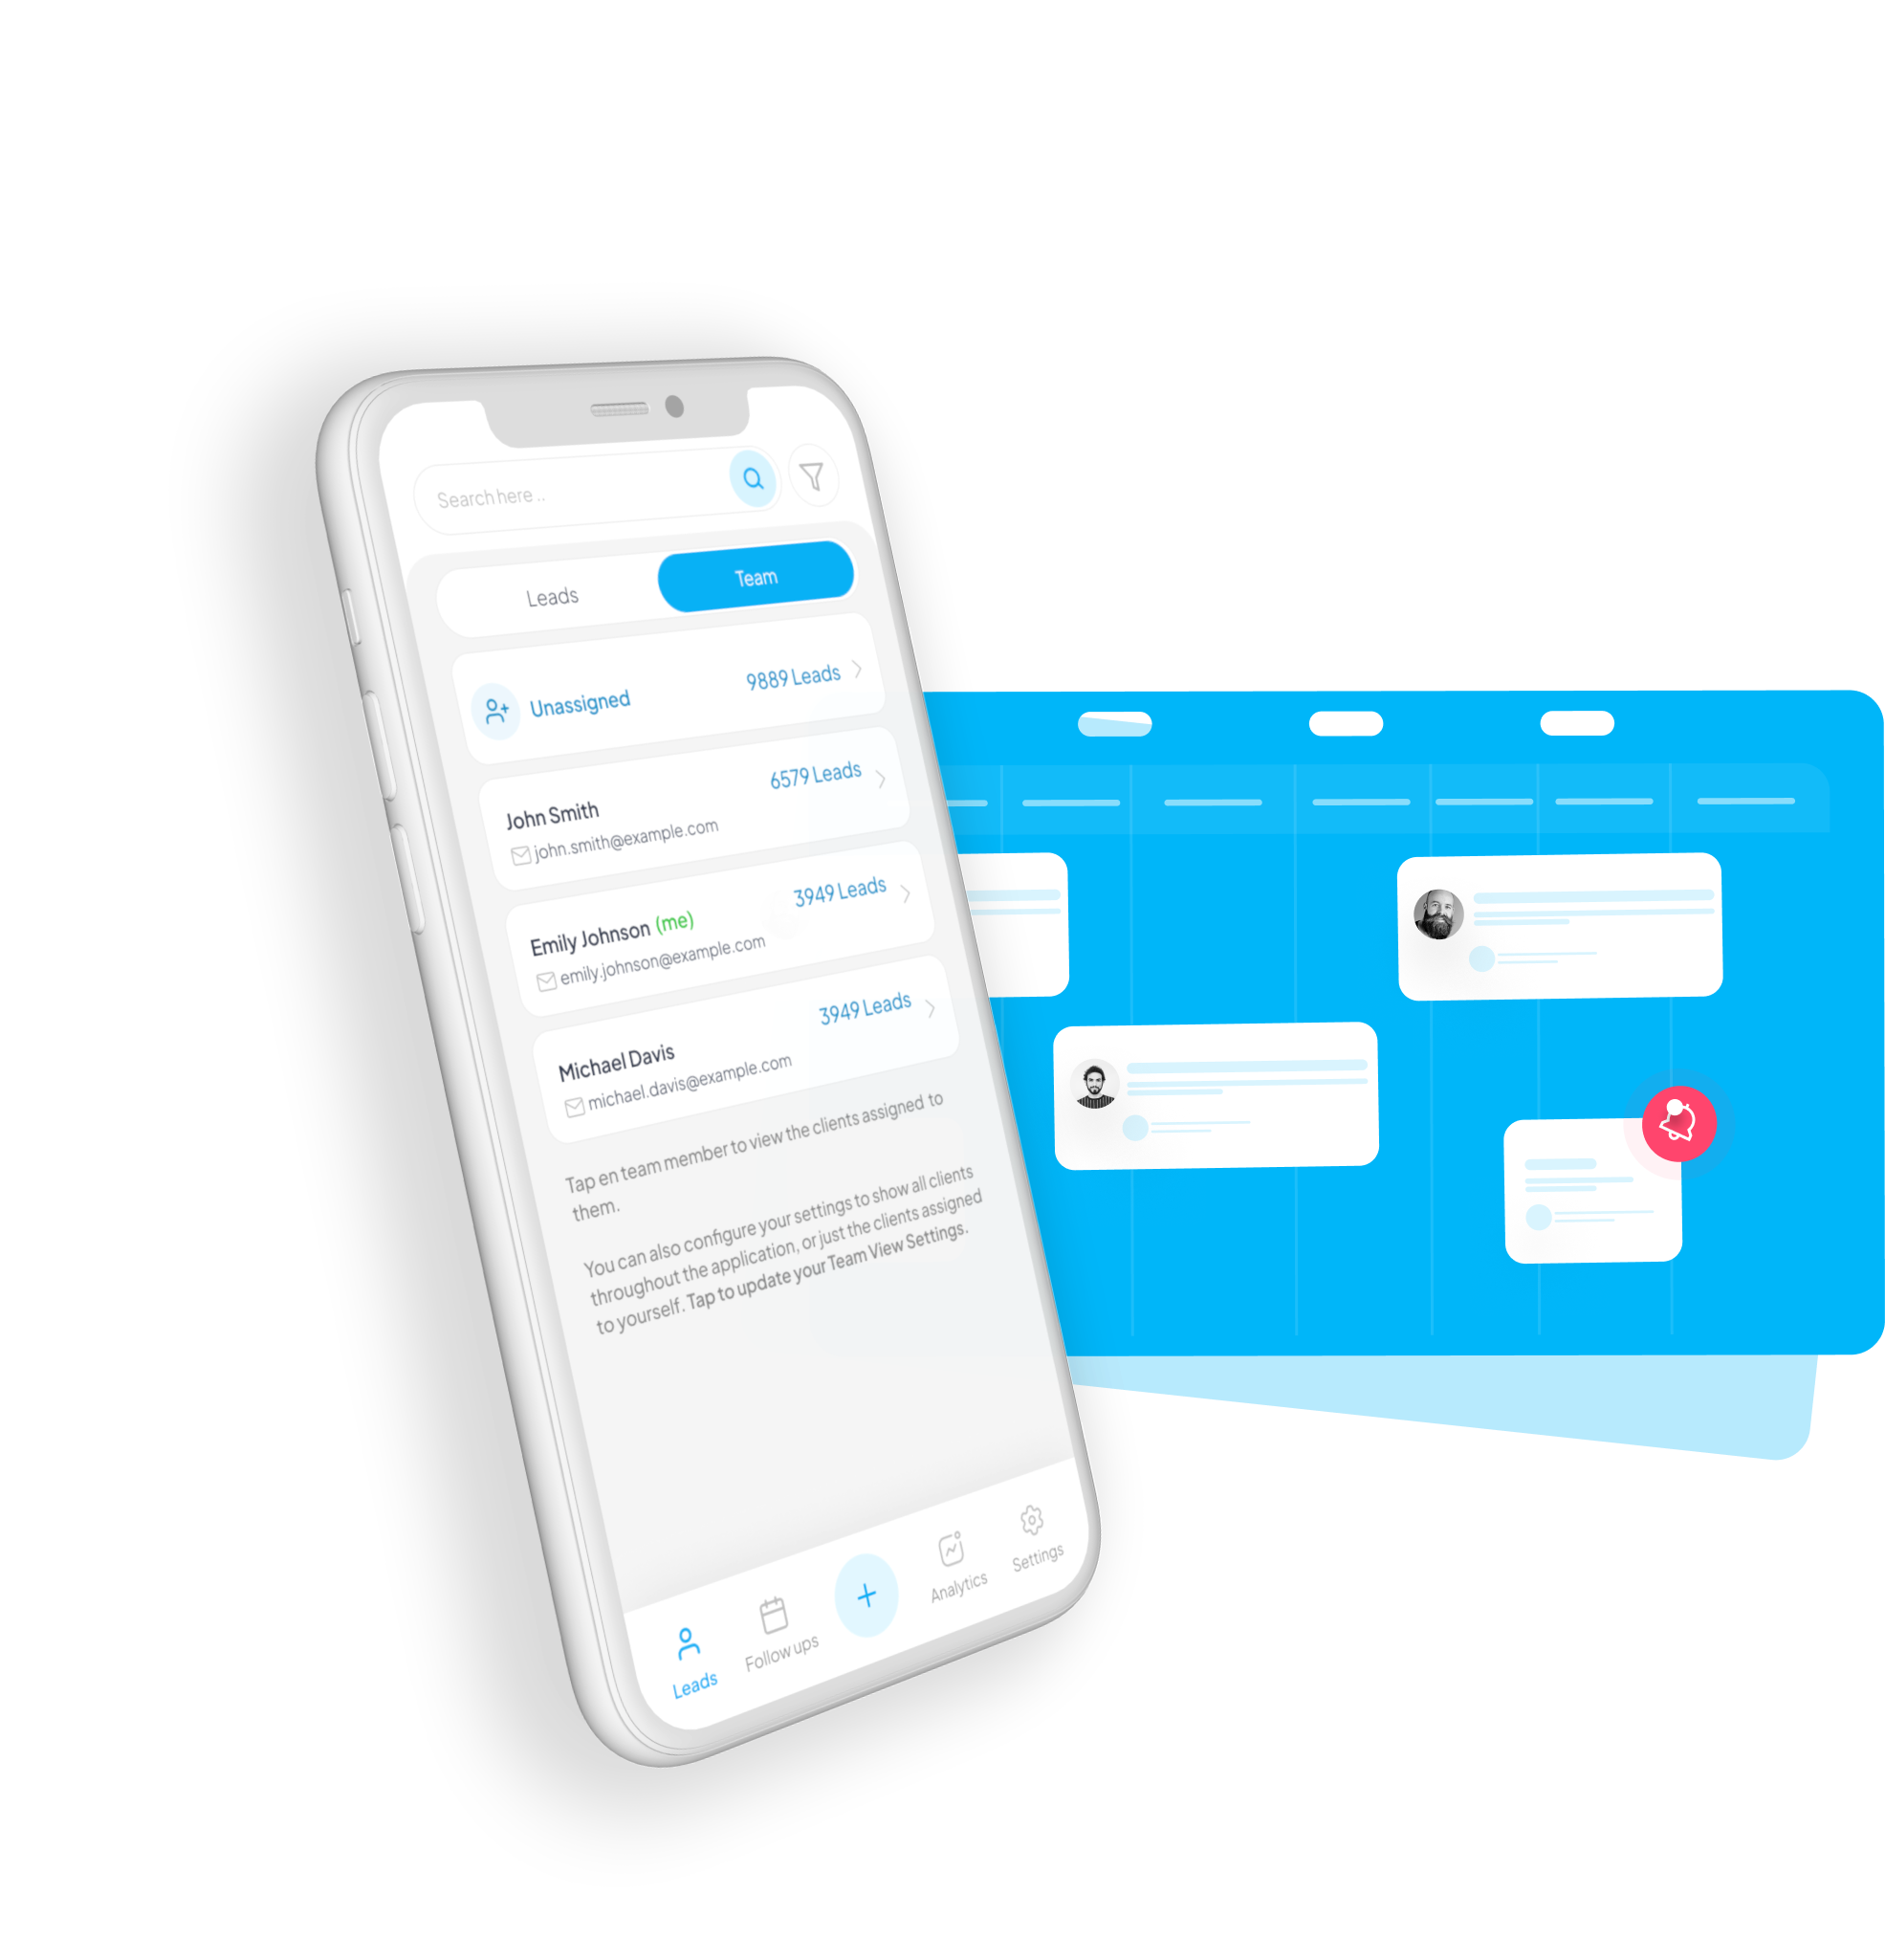 Search here ..
Leads
Team
Unassigned
9889 Leads
John Smith
6579 Leads
john.smith@example.com
Emily Johnson (me)
3949 Leads
emily.johnson@example.com
Michael Davis
3949 Leads
michael.davis@example.com
Tap en team member to view the clients assigned to
them.
You can also configure your settings to show all clients
throughout the application, or just the clients assigned
to yourself. Tap to update your Team View Settings.
Leads
Follow ups
Analytics
Settings